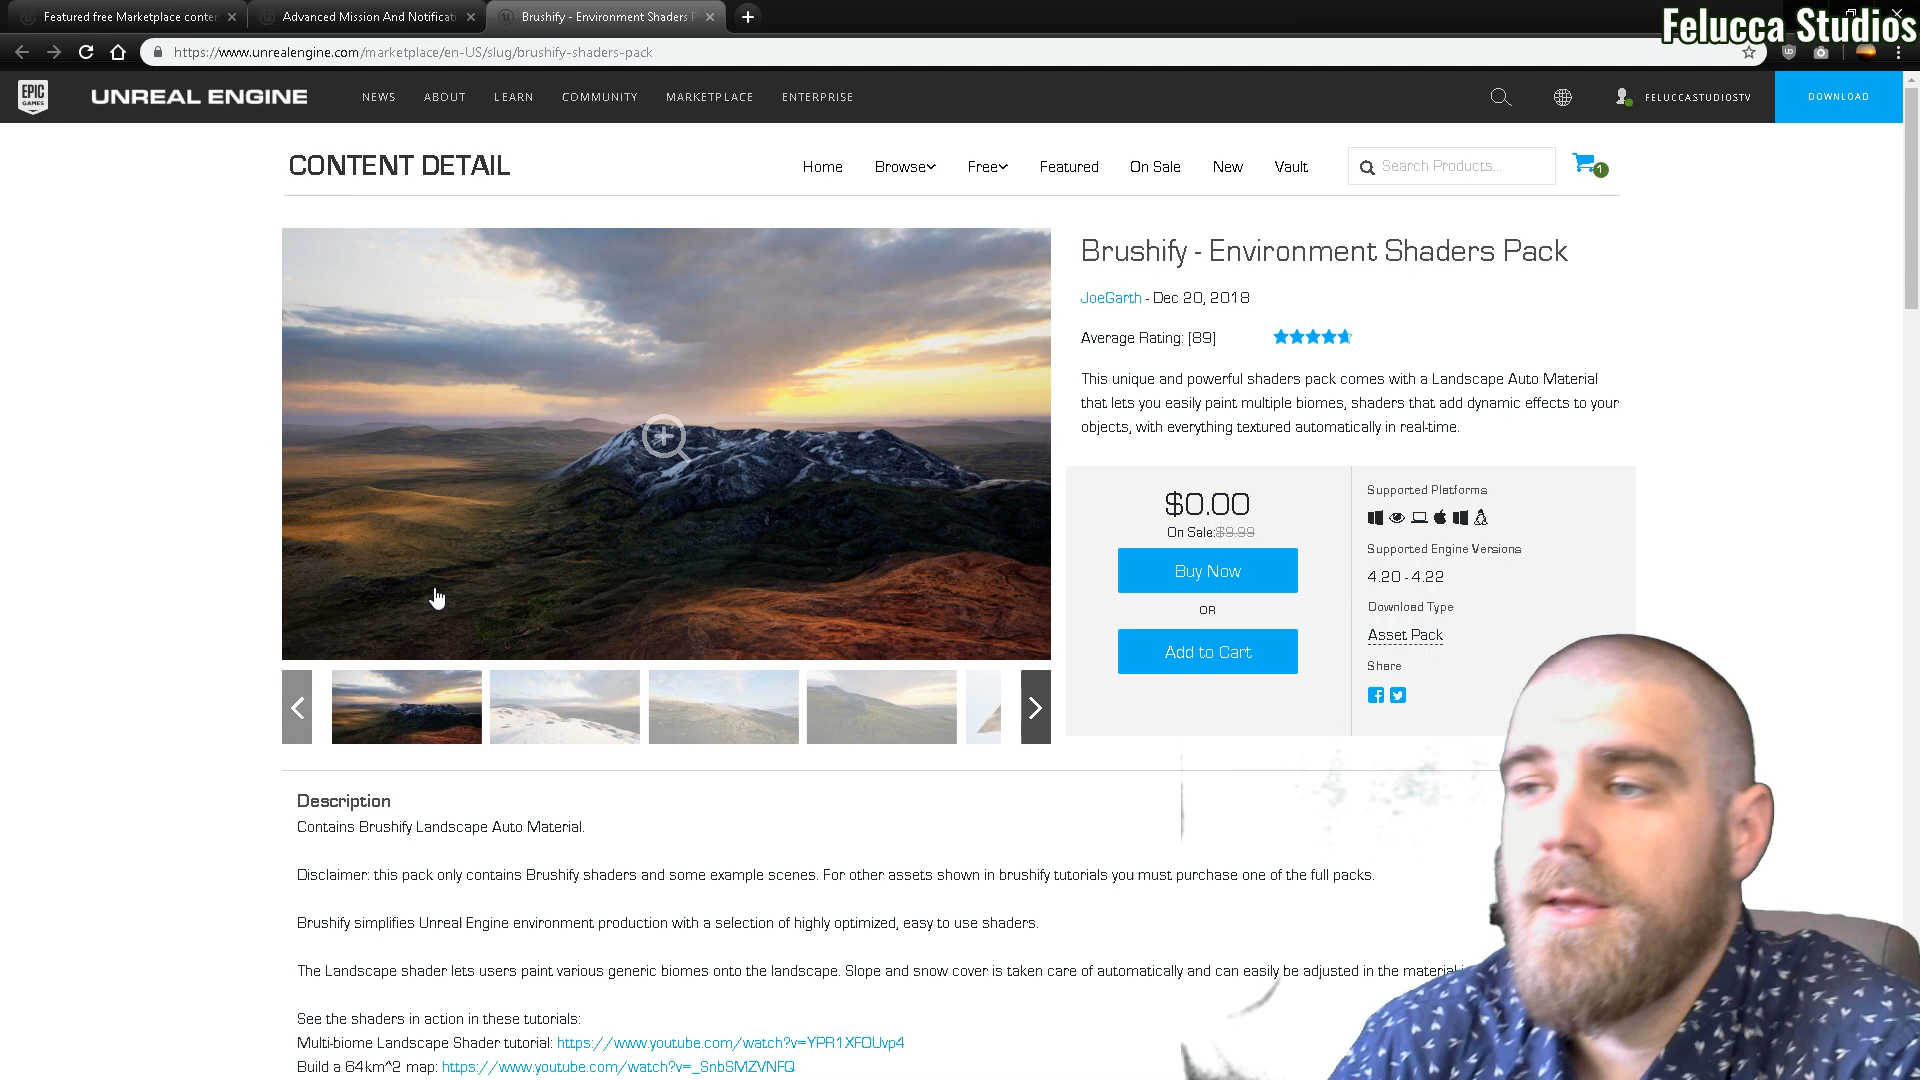 Featured free Marketplace conten
Advanced Mission And Notificati
Brushify - Environment Shaders P
Felucca Studios
https://www.unrealengine.com/marketplace/en-US/slug/brushify-shaders-pack
EPIC GAMES
UNREAL ENGINE
NEWS
ABOUT
LEARN
COMMUNITY
MARKETPLACE
ENTERPRISE
FELUCCASTUDIOSTV
DOWNLOAD
CONTENT DETAIL
Home
Browse
Free
Featured
On Sale
New
Vault
Search Products...
1
Brushify - Environment Shaders Pack
JoeGarth - Dec 20, 2018
Average Rating: [89]
This unique and powerful shaders pack comes with a Landscape Auto Material
that lets you easily paint multiple biomes, shaders that add dynamic effects to your
objects, with everything textured automatically in real-time.
$0.00
On Sale:$9.99
Buy Now
OR
Add to Cart
Supported Platforms
Supported Engine Versions
4.20 - 4.22
Download Type
Asset Pack
Share
Description
Contains Brushify Landscape Auto Material.
Disclaimer: this pack only contains Brushify shaders and some example scenes. For other assets shown in brushify tutorials you must purchase one of the full packs.
Brushify simplifies Unreal Engine environment production with a selection of highly optimized, easy to use shaders.
The Landscape shader lets users paint various generic biomes onto the landscape. Slope and snow cover is taken care of automatically and can easily be adjusted in the material
See the shaders in action in these tutorials:
Multi-biome Landscape Shader tutorial: https://www.youtube.com/watch?v=YPR1XFOUvp4
Build a 64km^2 map: https://www.youtube.com/watch?v=_SnbSMZVNFQ